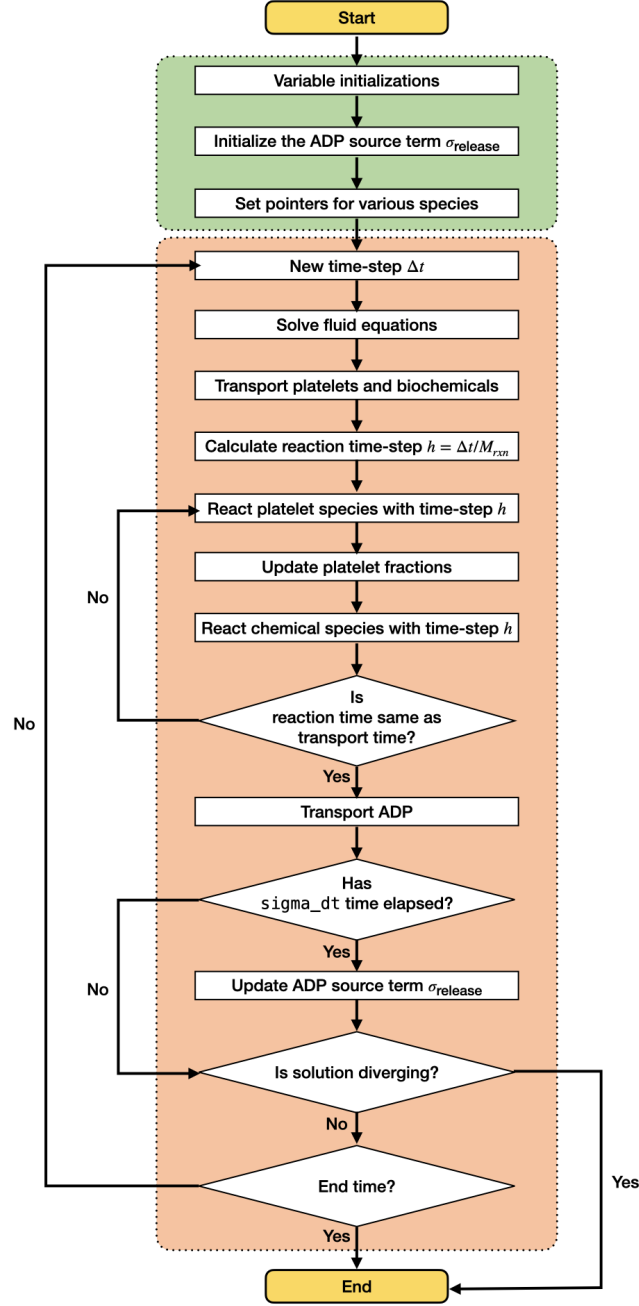 Start
Variable initializations
Initialize the ADP source term σrelease
Set pointers for various species
New time-step Δt
Solve fluid equations
Transport platelets and biochemicals
Calculate reaction time-step h = Δt/Mrxn
React platelet species with time-step h
No
Update platelet fractions
React chemical species with time-step h
Is
reaction time same as
transport time?
No
Yes
Transport ADP
Has
sigma_dt time elapsed?
Yes
Update ADP source term σrelease
No
Is solution diverging?
No
End time?
Yes
Yes
End